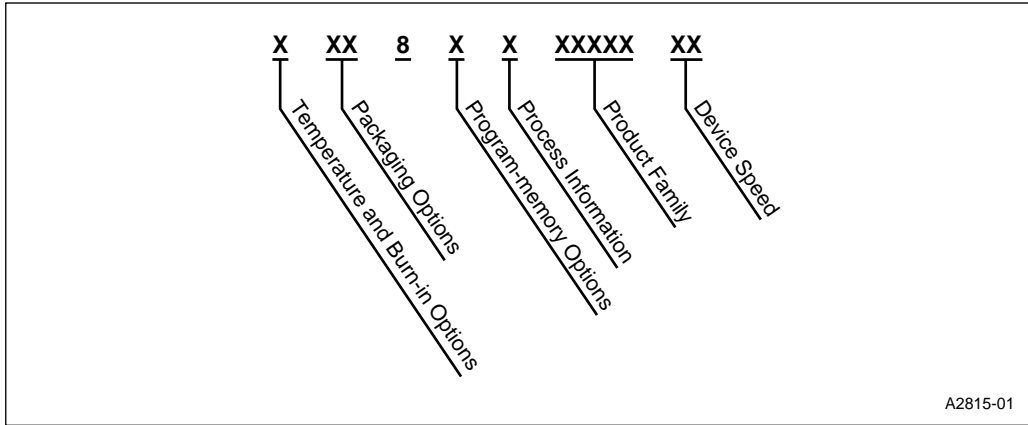 X XX 8 X X XXXXX XX
Temperature and Burn-in Options
Packaging Options
Program-memory Options
Process Information
Product Family
Device Speed
A2815-01